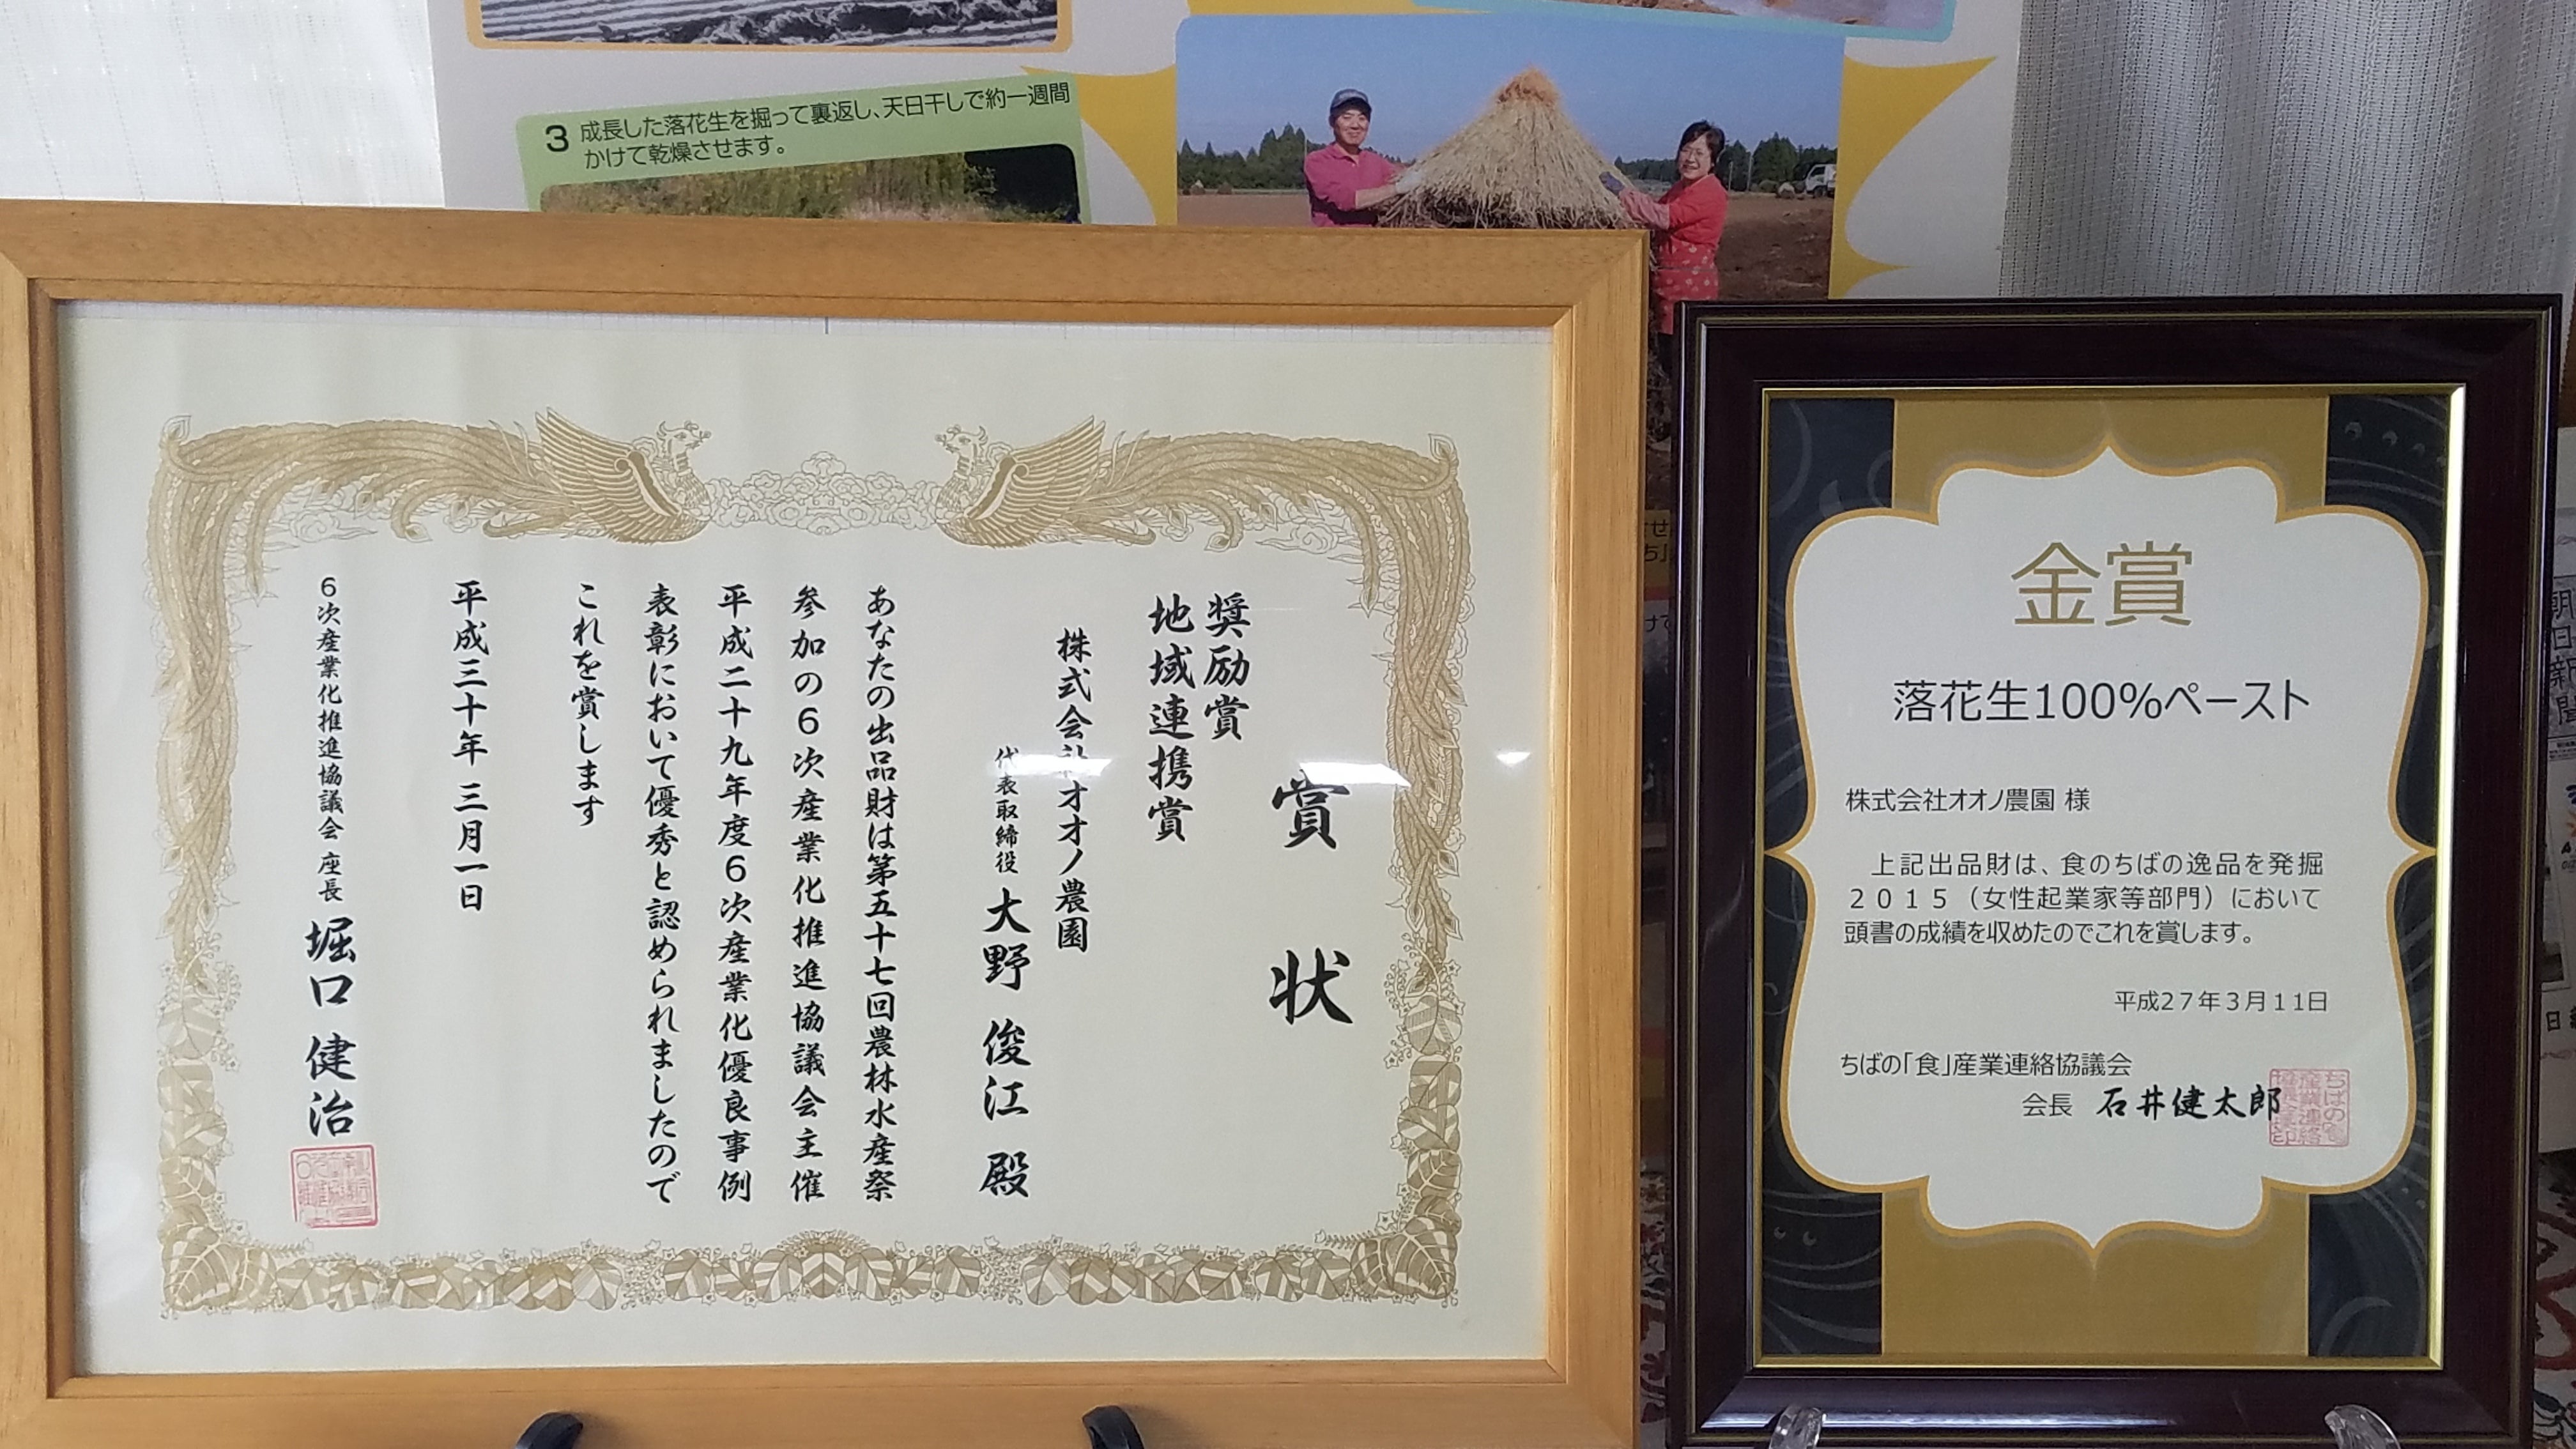 3 成長した落花生を掘って裏返し、天日干しで約一週間
かけて乾燥させます。
賞状
奨励賞
地域連携賞
株式会社オオノ農園
代表取締役 大野 俊江 殿
あなたの出品財は第五十七回農林水産祭
参加の6次産業化推進協議会主催
平成二十九年度6次産業化優良事例
表彰において優秀と認められましたので
これを賞します
平成三十年 三月一日
6次産業化推進協議会 座長 堀口 健治
金賞
落花生100%ペースト
株式会社オオノ農園 様
上記出品財は、食のちばの逸品を発掘
2015（女性起業家等部門）において
頭書の成績を収めたのでこれを賞します。
平成27年3月11日
ちばの「食」産業連絡協議会
会長 石井健太郎
朝日新聞